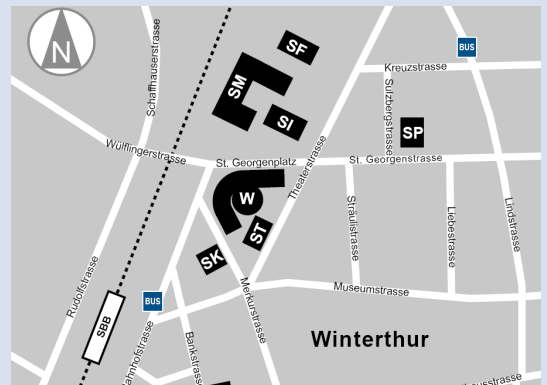 N
Schaffhauserstrasse
SF
BUS
SM
Kreuzstrasse
Sulzbergstrasse
SI
SP
Wülflingerstrasse
St. Georgenplatz
St. Georgenstrasse
Theaterstrasse
W
Sträulistrasse
Liebestrasse
Lindstrasse
ST
SK
Rudolfstrasse
Merkurstrasse
Museumstrasse
BUS
SBB
Winterthur
Bankstrasse